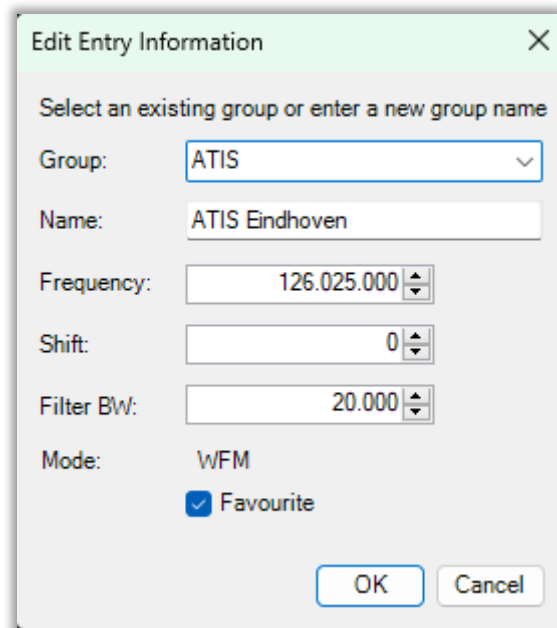 Edit Entry Information
Select an existing group or enter a new group name
Group: ATIS
Name: ATIS Eindhoven
Frequency: 126.025.000
Shift: 0
Filter BW: 20.000
Mode: WFM
Favourite
OK Cancel